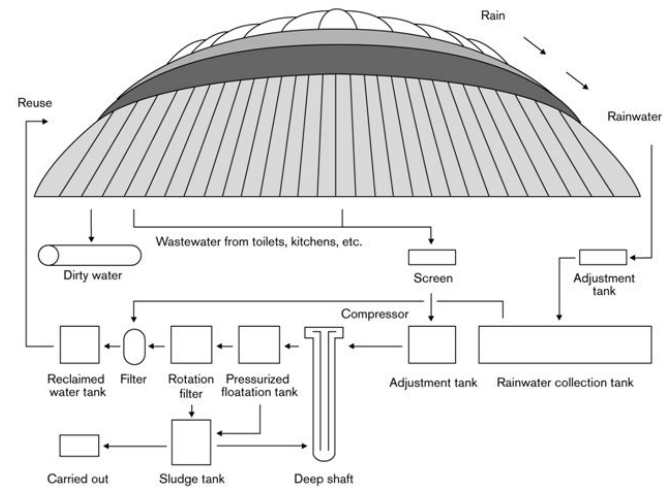 Rain
Reuse
Rainwater
Wastewater from toilets, kitchens, etc.
Dirty water
Screen
Adjustment
tank
Compressor
Reclaimed
water tank
Filter
Rotation
filter
Pressurized
floatation tank
Adjustment tank
Rainwater collection tank
Carried out
Sludge tank
Deep shaft